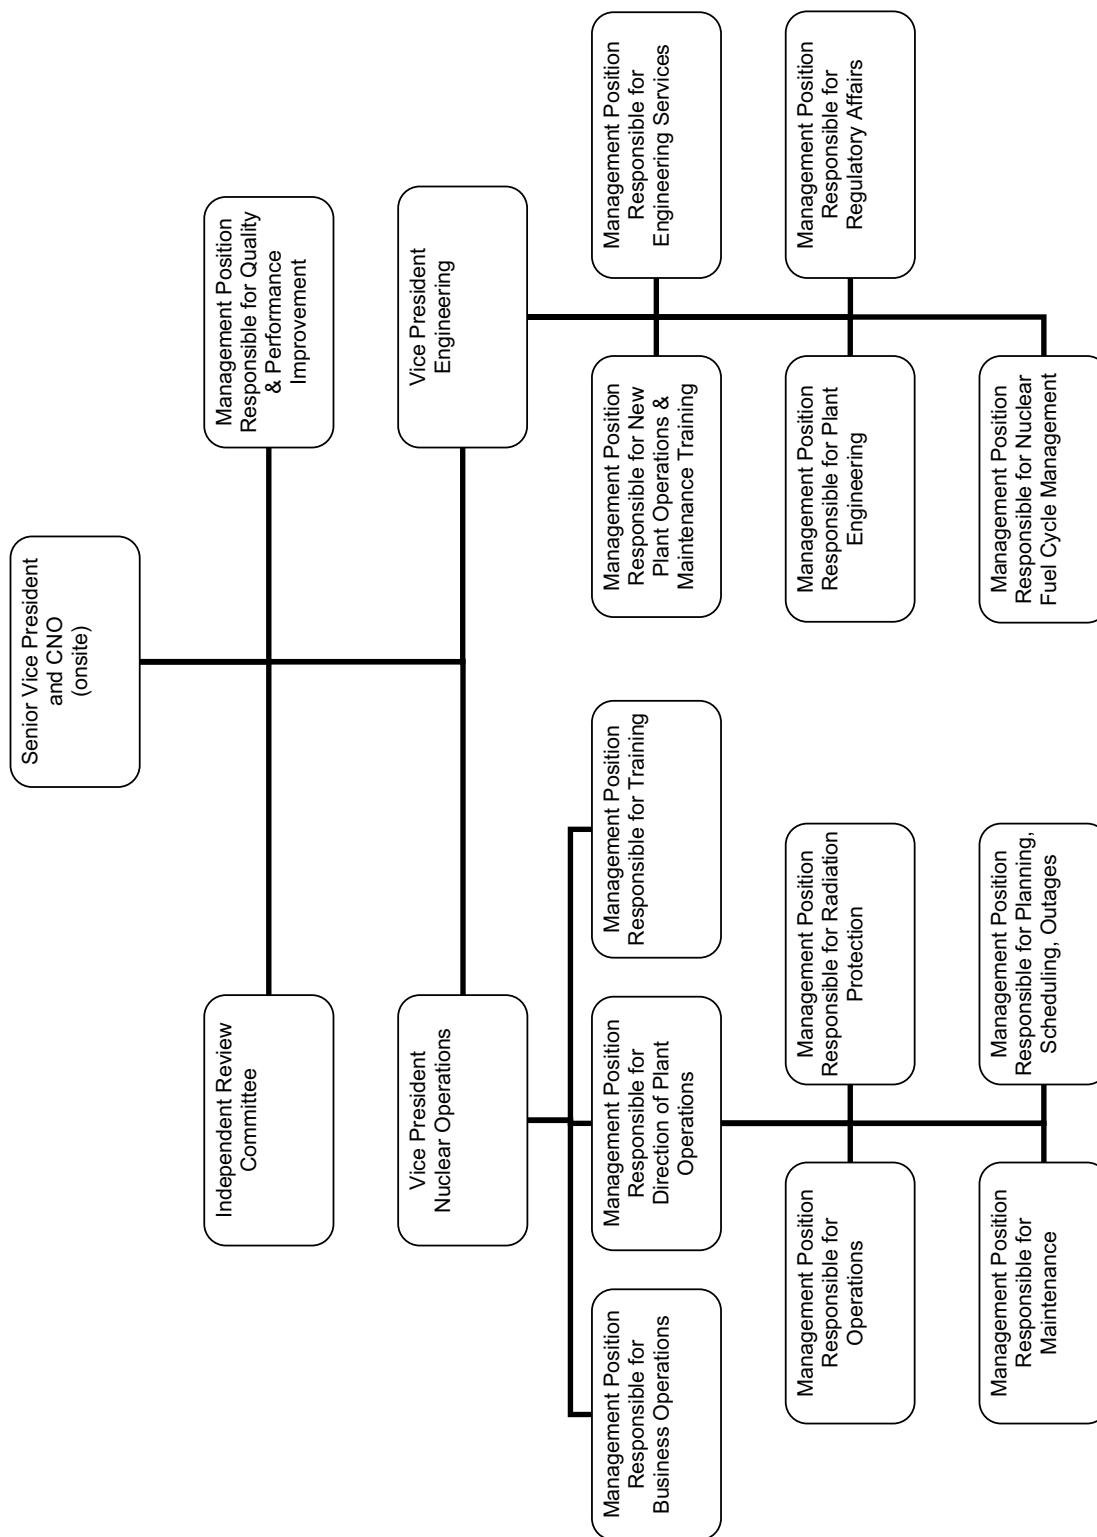 Senior Vice President
and CNO
(onsite)
Independent Review
Committee
Management Position
Responsible for Quality
& Performance
Improvement
Vice President
Nuclear Operations
Vice President
Engineering
Management Position
Responsible for
Business Operations
Management Position
Responsible for
Direction of Plant
Operations
Management Position
Responsible for Training
Management Position
Responsible for New
Plant Operations &
Maintenance Training
Management Position
Responsible for
Engineering Services
Management Position
Responsible for
Operations
Management Position
Responsible for Radiation
Protection
Management Position
Responsible for Plant
Engineering
Management Position
Responsible for
Regulatory Affairs
Management Position
Responsible for
Maintenance
Management Position
Responsible for Planning,
Scheduling, Outages
Management Position
Responsible for Nuclear
Fuel Cycle Management